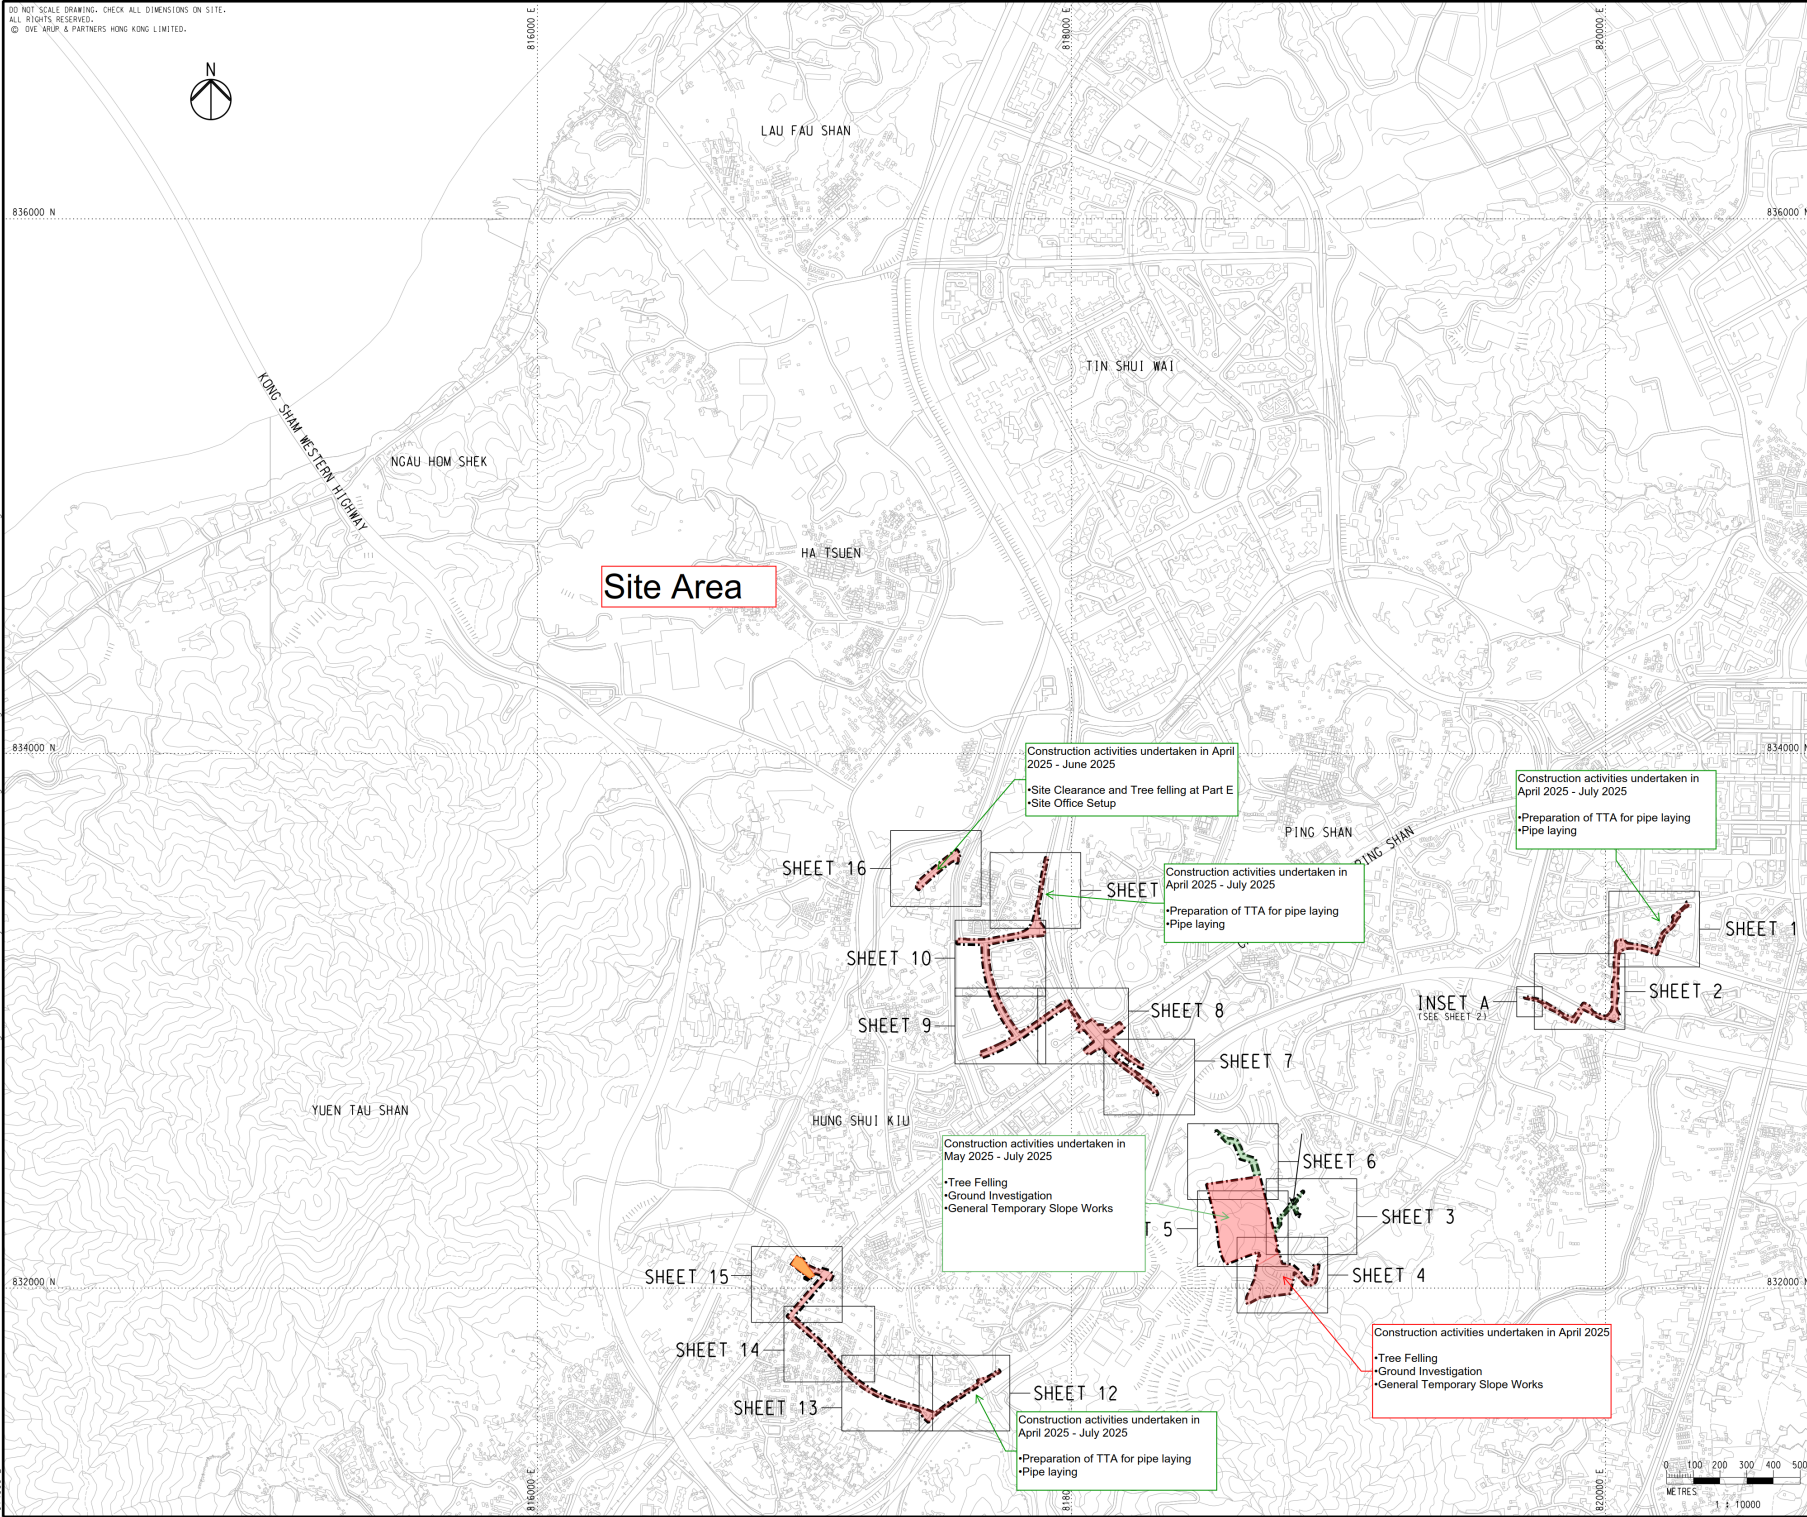 DO NOT SCALE DRAWING. CHECK ALL DIMENSIONS ON SITE.
ALL RIGHTS RESERVED.
© OVE ARUP & PARTNERS HONG KONG LIMITED.
816000 E
818000 E
820000 E
N
LAU FAU SHAN
836000 N
836000 N
TIN SHUI WAI
KONG SHAM WESTERN HIGHWAY
NGAU HOM SHEK
HA TSUEN
Site Area
834000 N
834000 N
Construction activities undertaken in April
2025 - June 2025
•Site Clearance and Tree felling at Part E
•Site Office Setup
Construction activities undertaken in
April 2025 - July 2025
•Preparation of TTA for pipe laying
•Pipe laying
PING SHAN
PING SHAN
SHEET 16
SHEET
Construction activities undertaken in
April 2025 - July 2025
•Preparation of TTA for pipe laying
•Pipe laying
SHEET 1
SHEET 10
SHEET 2
INSET A
(SEE SHEET 2)
SHEET 9
SHEET 8
SHEET 7
YUEN TAU SHAN
HUNG SHUI KIU
Construction activities undertaken in
May 2025 - July 2025
•Tree Felling
•Ground Investigation
•General Temporary Slope Works
SHEET 6
SHEET 3
T 5
SHEET 4
SHEET 15
832000 N
832000 N
SHEET 14
Construction activities undertaken in April 2025
•Tree Felling
•Ground Investigation
•General Temporary Slope Works
SHEET 12
SHEET 13
Construction activities undertaken in
April 2025 - July 2025
•Preparation of TTA for pipe laying
•Pipe laying
816000 E
8180
820000 E
0 100 200 300 400 500
METRES
1 : 10000